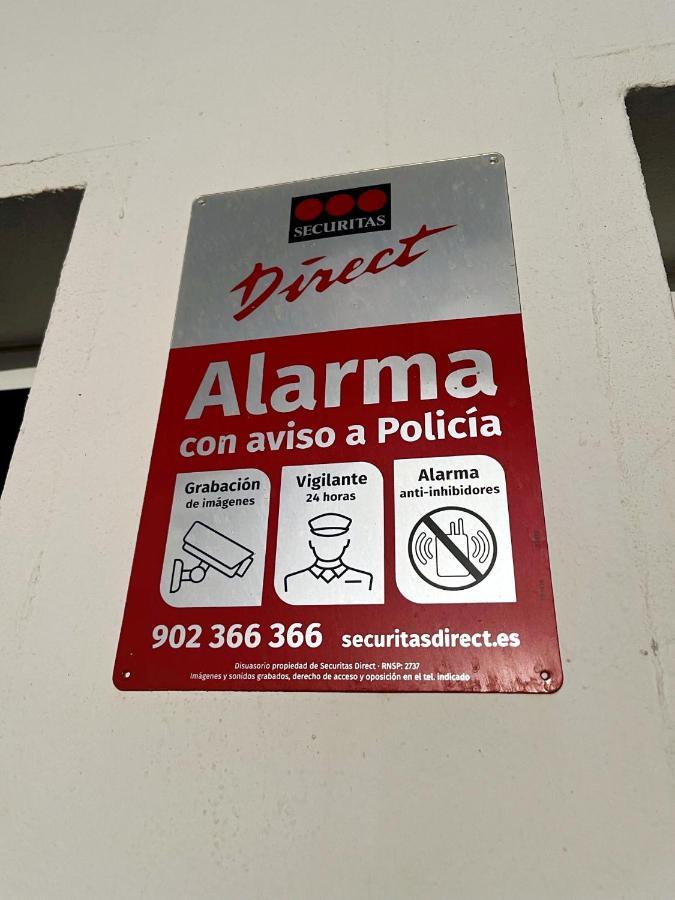 SECURITAS
Direct
Alarma
con aviso a Policía
Grabación
de imágenes
Vigilante
24 horas
Alarma
anti-inhibidores
902 366 366 securitasdirect.es
Disuasorio propiedad de Securitas Direct · RNSP: 2737
Imágenes y sonidos grabados, derecho de acceso y oposición en el tel. indicado